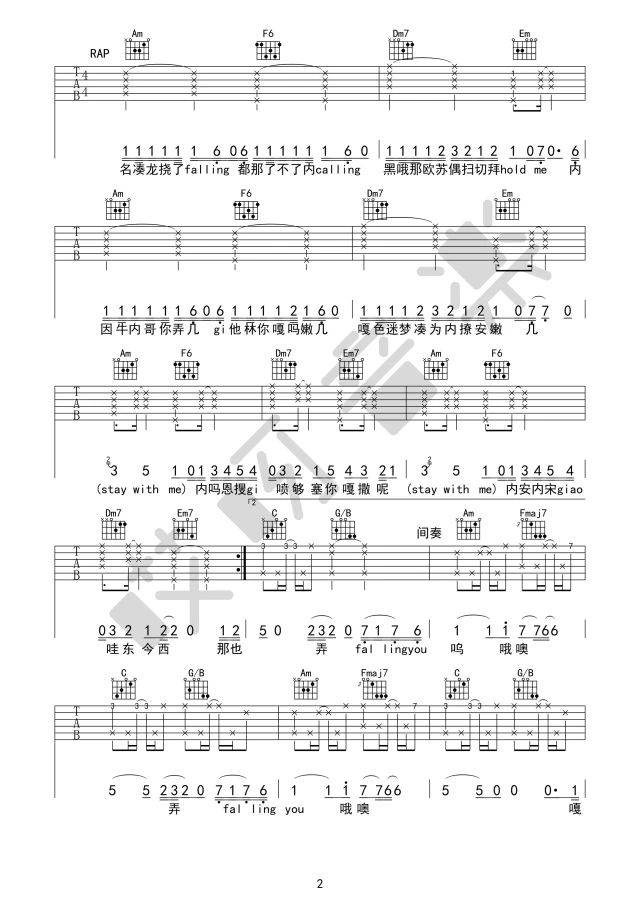 Am F6 Dm7 Em
RAP
T A B 4 4
1 1 1 1 1 1 6 0 6 1 1 1 1 1 1 6 0 1 1 1 1 2 3 2 1 2 1 0 7 0· 6
名凑龙挠了falling 都那了不了内calling 黑哦那欧苏偶扫切拜hold me 内
Am F6 Dm7 Em
T A B
1 1 1 1 1 1 1 6 0 6 1 1 1 1 1 2 1 6 0 1 1 1 1 2 3 2 1 2 1 0 7 7 0
因牛内哥你弄几 gi他林你嘎吗嫩几 嘎色迷梦凑为内撩安嫩 几
Am F6 Dm7 Em7 Am F6
T A B
3 5 1 0 1 3 4 5 4 0 3 2 1 5 4 3 2 1 3 5 1 0 1 3 4 5 4
(stay with me) 内吗恩搜gi 喷够 塞你嘎撒 呢 (stay with me) 内安内宋giao
Dm7 Em7 C G/B 间奏 Am Fmaj7
T A B
0 3 2 1 2 2 0 1 2 5 0 2 3 2 0 7 1 7 6 1 1 1· 7 7 6 6
哇东 今西 那也 弄 fal lingyou 呜 哦噢
C G/B Am Fmaj7 C G/B
T A B
5 5 2 3 2 0 7 1 7 6 1 1 1· 7 7 6 6 5 5 0 0 0· 1
弄 fal ling you 哦噢 嘎
艾网音乐
2